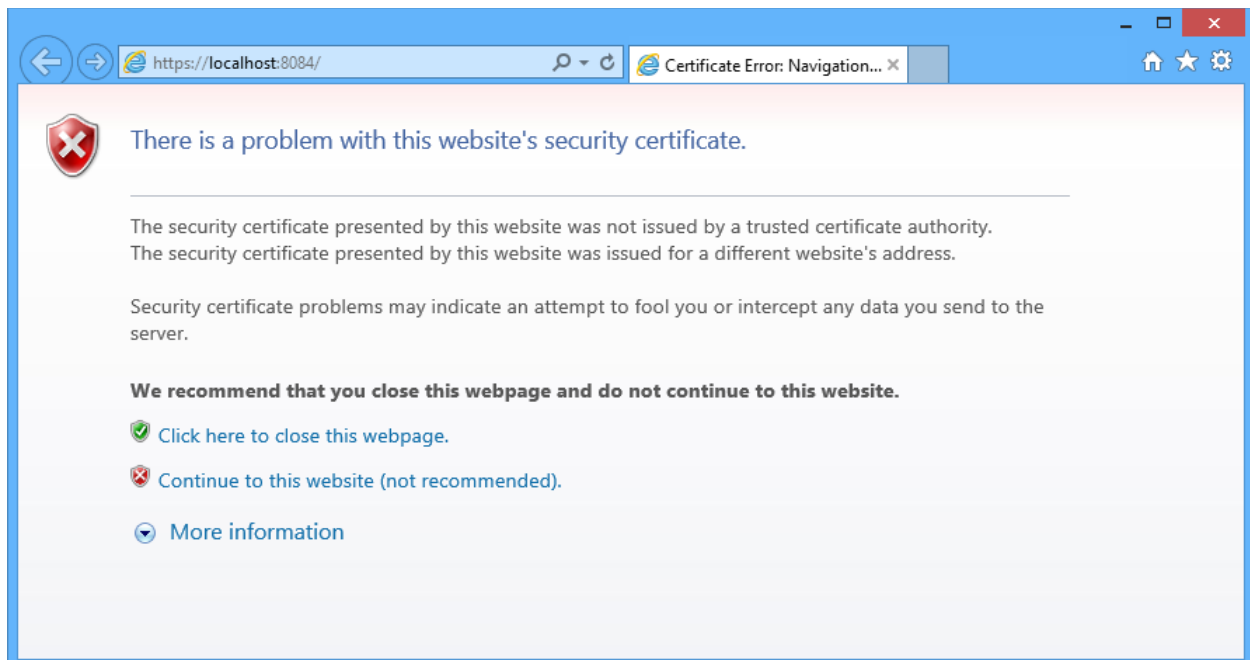 https://localhost:8084/
Certificate Error: Navigation...
There is a problem with this website's security certificate.
The security certificate presented by this website was not issued by a trusted certificate authority.
The security certificate presented by this website was issued for a different website's address.
Security certificate problems may indicate an attempt to fool you or intercept any data you send to the
server.
We recommend that you close this webpage and do not continue to this website.
Click here to close this webpage.
Continue to this website (not recommended).
More information